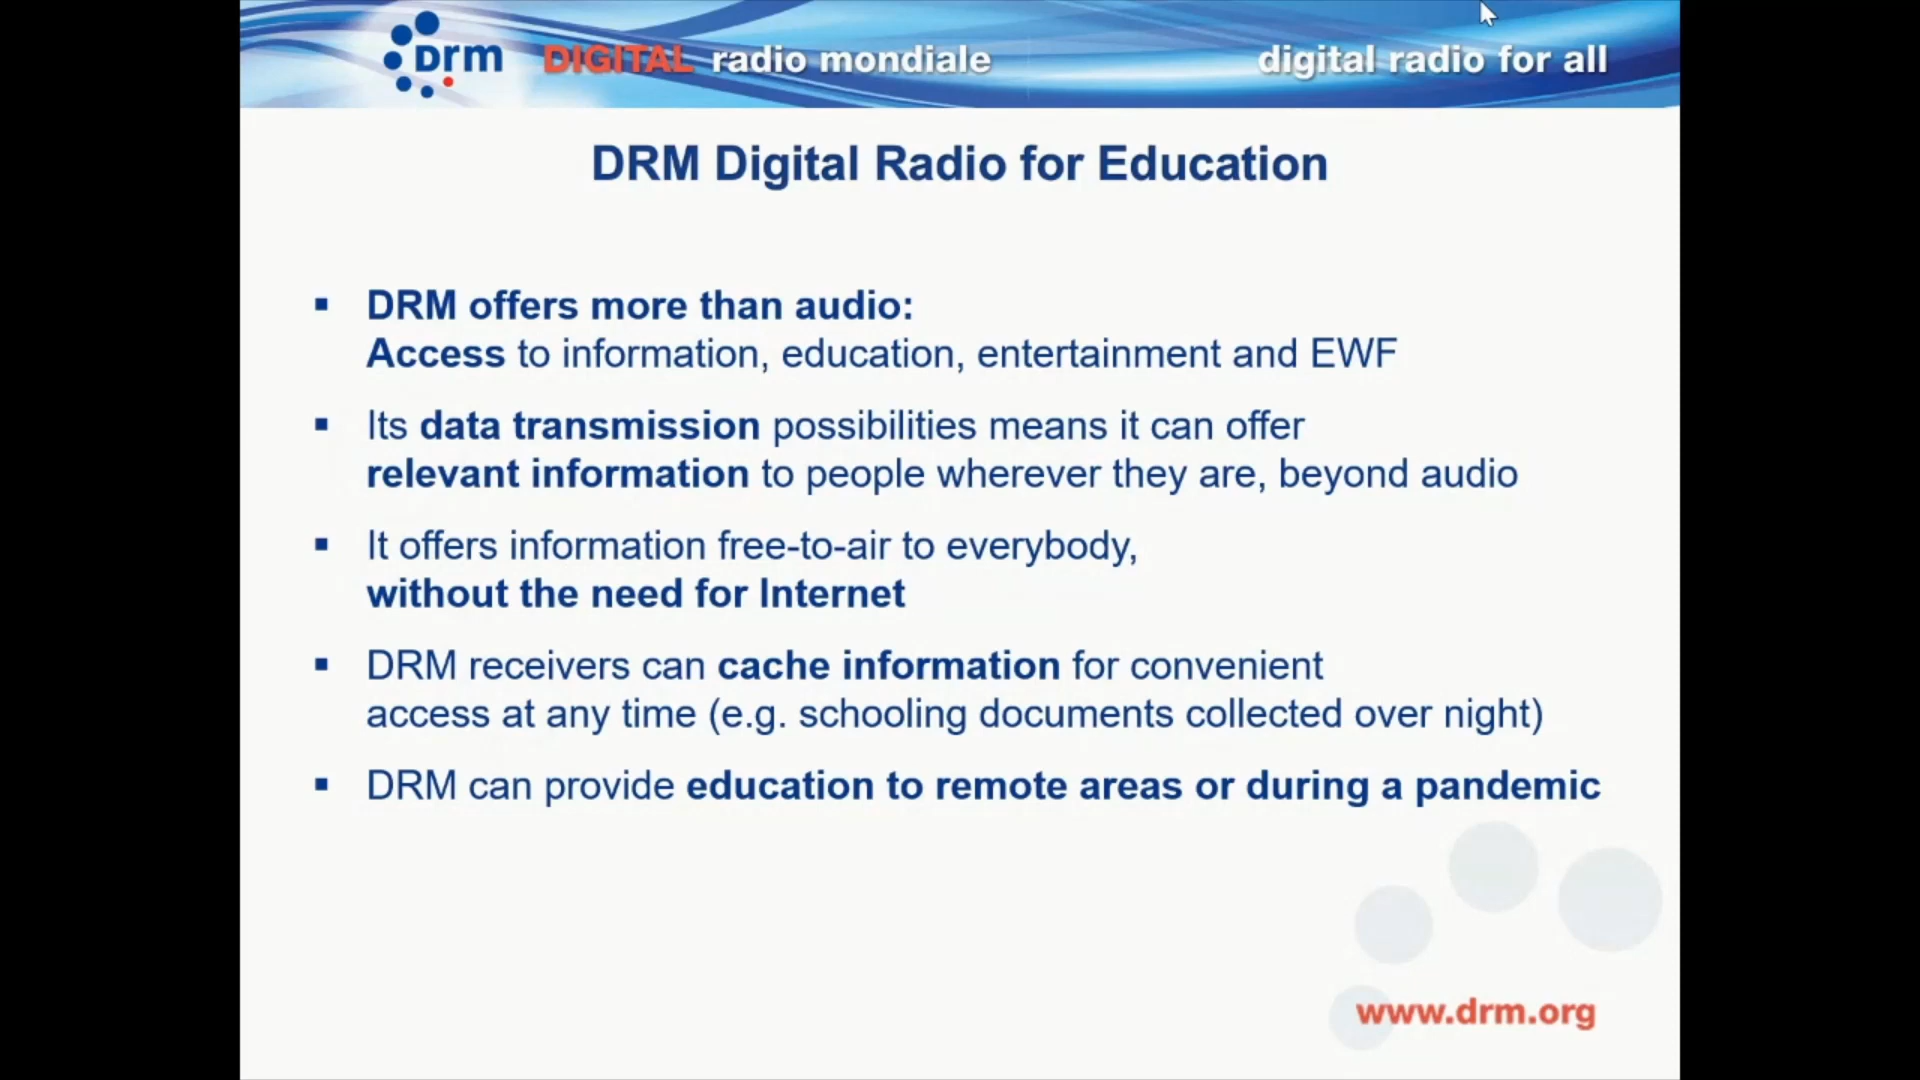 Drm DIGITAL radio mondiale digital radio for all
DRM Digital Radio for Education
▪ DRM offers more than audio:
Access to information, education, entertainment and EWF
▪ Its data transmission possibilities means it can offer
relevant information to people wherever they are, beyond audio
▪ It offers information free-to-air to everybody,
without the need for Internet
▪ DRM receivers can cache information for convenient
access at any time (e.g. schooling documents collected over night)
▪ DRM can provide education to remote areas or during a pandemic
www.drm.org